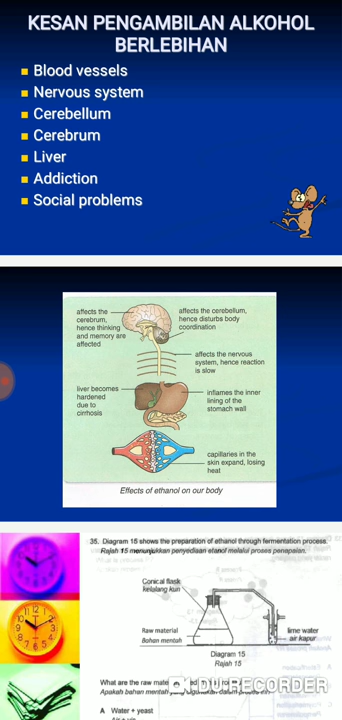 KESAN PENGAMBILAN ALKOHOL
BERLEBIHAN
Blood vessels
Nervous system
Cerebellum
Cerebrum
Liver
Addiction
Social problems
affects the
cerebrum,
hence thinking
and memory are
affected
affects the cerebellum,
hence disturbs body
coordination
affects the nervous
system, hence reaction
is slow
liver becomes
hardened
due to
cirrhosis
inflames the inner
lining of the
stomach wall
capillaries in the
skin expand, losing
heat
Effects of ethanol on our body
35. Diagram 15 shows the preparation of ethanol through fermentation process.
Rajah 15 menunjukkan penyediaan etanol melalui proses penapaian.
Conical flask
kelalang kun
Raw material
Bahan mentah
lime water
air kapur
Diagram 15
Rajah 15
What are the raw
Apakah bahan mentah
RECORDER
A Water + yeast